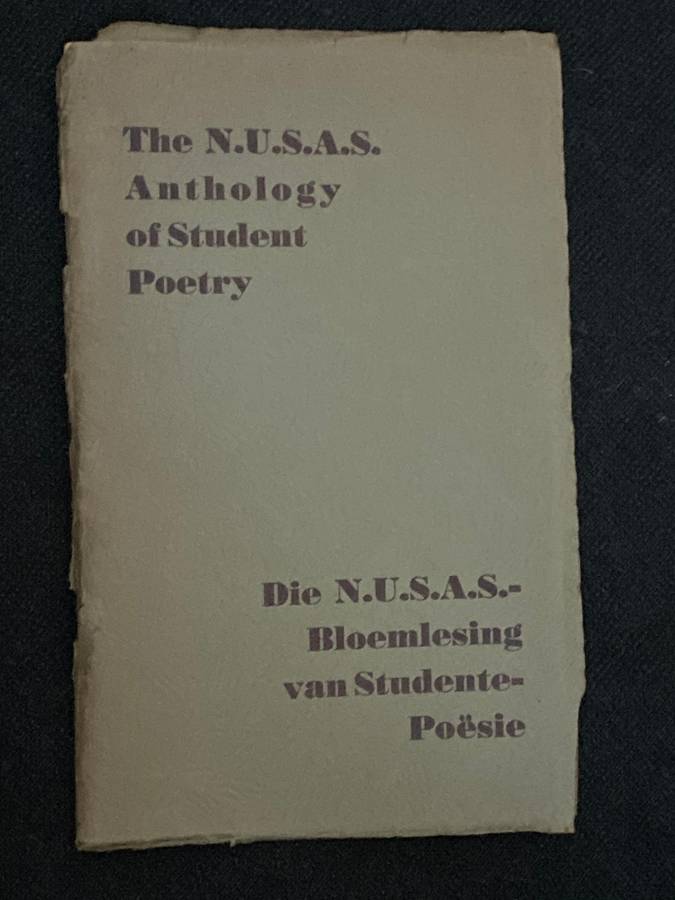 The N.U.S.A.S.
Anthology
of Student
Poetry
Die N.U.S.A.S.-
Bloemlesing
van Studente-
Poësie